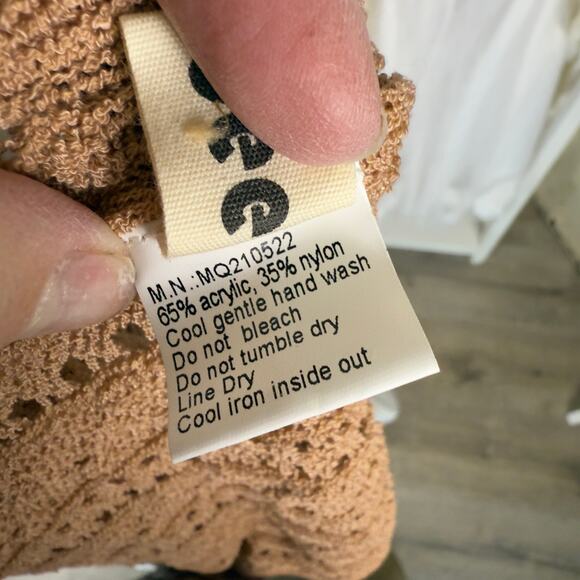 M.N.:MQ210522
65% acrylic, 35% nylon
Cool gentle hand wash
Do not bleach
Do not tumble dry
Line Dry
Cool iron inside out